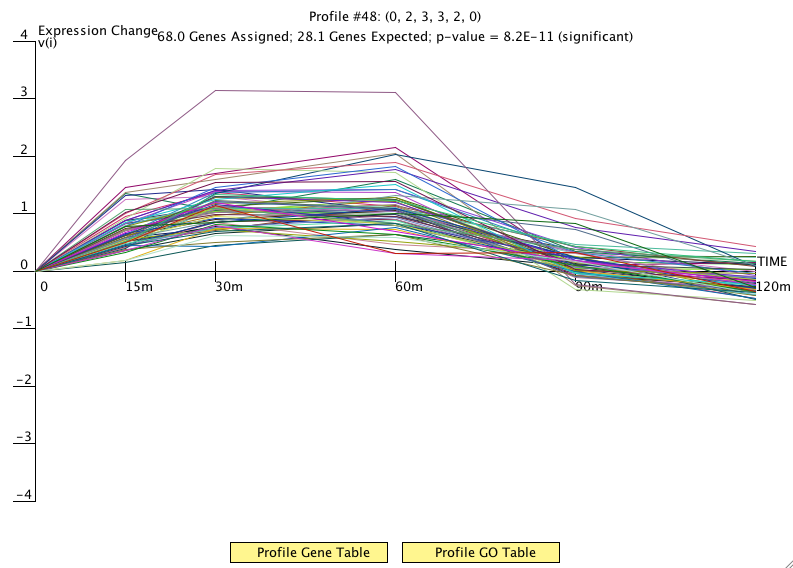 Profile #48: (0, 2, 3, 3, 2, 0)
Expression Change
v(i)
68.0 Genes Assigned; 28.1 Genes Expected; p-value = 8.2E-11 (significant)
4
3
2
1
0
TIME
0 15m 30m 60m 90m 120m
−1
−2
−3
−4
Profile Gene Table Profile GO Table